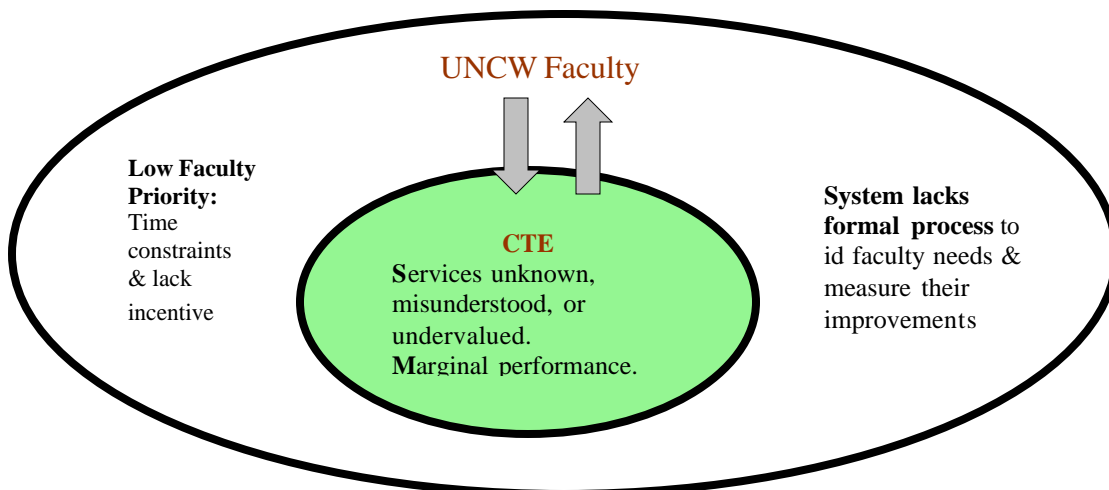 UNCW Faculty
Low Faculty
Priority:
Time
constraints
& lack
incentive
CTE
Services unknown,
misunderstood, or
undervalued.
Marginal performance.
System lacks
formal process to
id faculty needs &
measure their
improvements